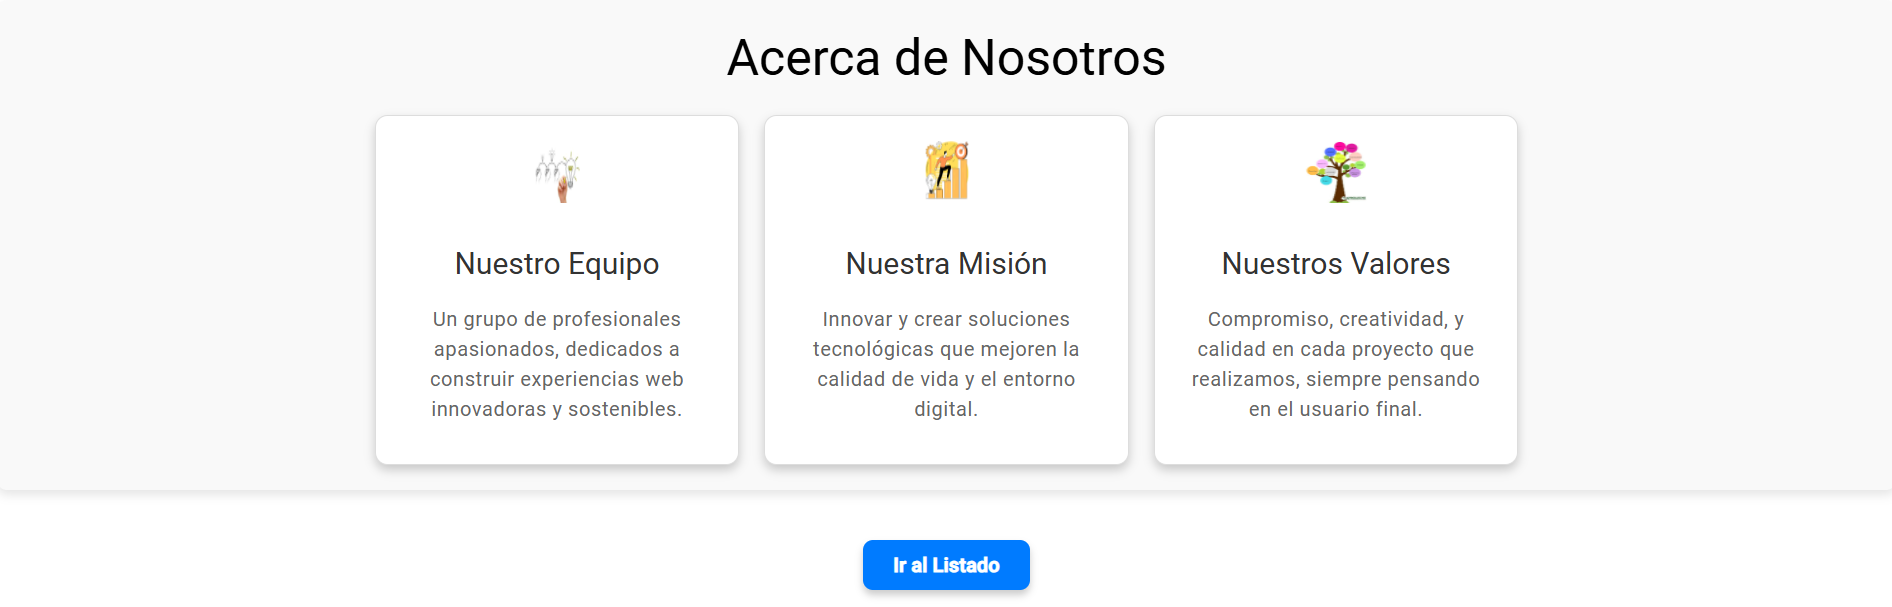 Acerca de Nosotros
Nuestro Equipo
Un grupo de profesionales
apasionados, dedicados a
construir experiencias web
innovadoras y sostenibles.
Nuestra Misión
Innovar y crear soluciones
tecnológicas que mejoren la
calidad de vida y el entorno
digital.
Nuestros Valores
Compromiso, creatividad, y
calidad en cada proyecto que
realizamos, siempre pensando
en el usuario final.
Ir al Listado